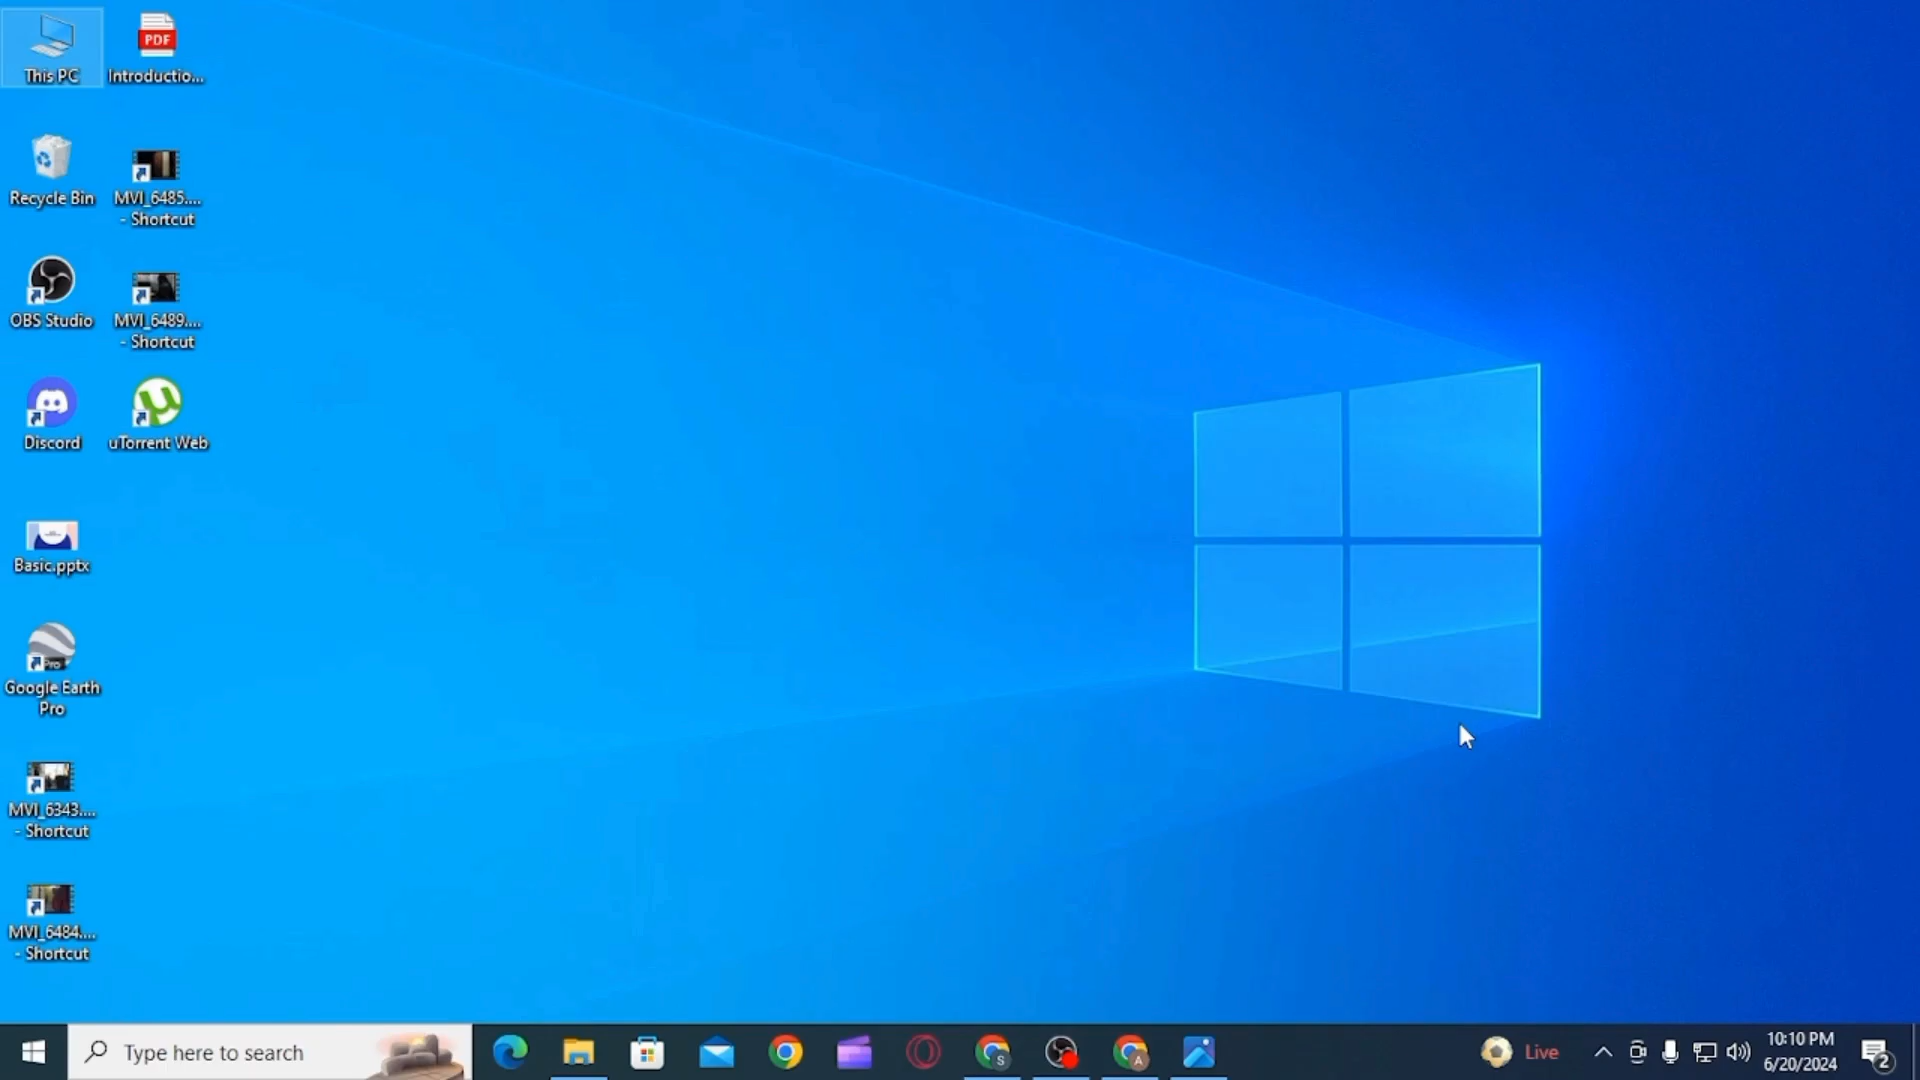 This PC
Introductio...
PDF
Recycle Bin
MVI_6485....
- Shortcut
OBS Studio
MVI_6489....
- Shortcut
Discord
uTorrent Web
Basic.pptx
Pro
Google Earth
Pro
MVI_6343....
- Shortcut
MVI_6484....
- Shortcut
Type here to search
S
A
Live
10:10 PM
6/20/2024
2